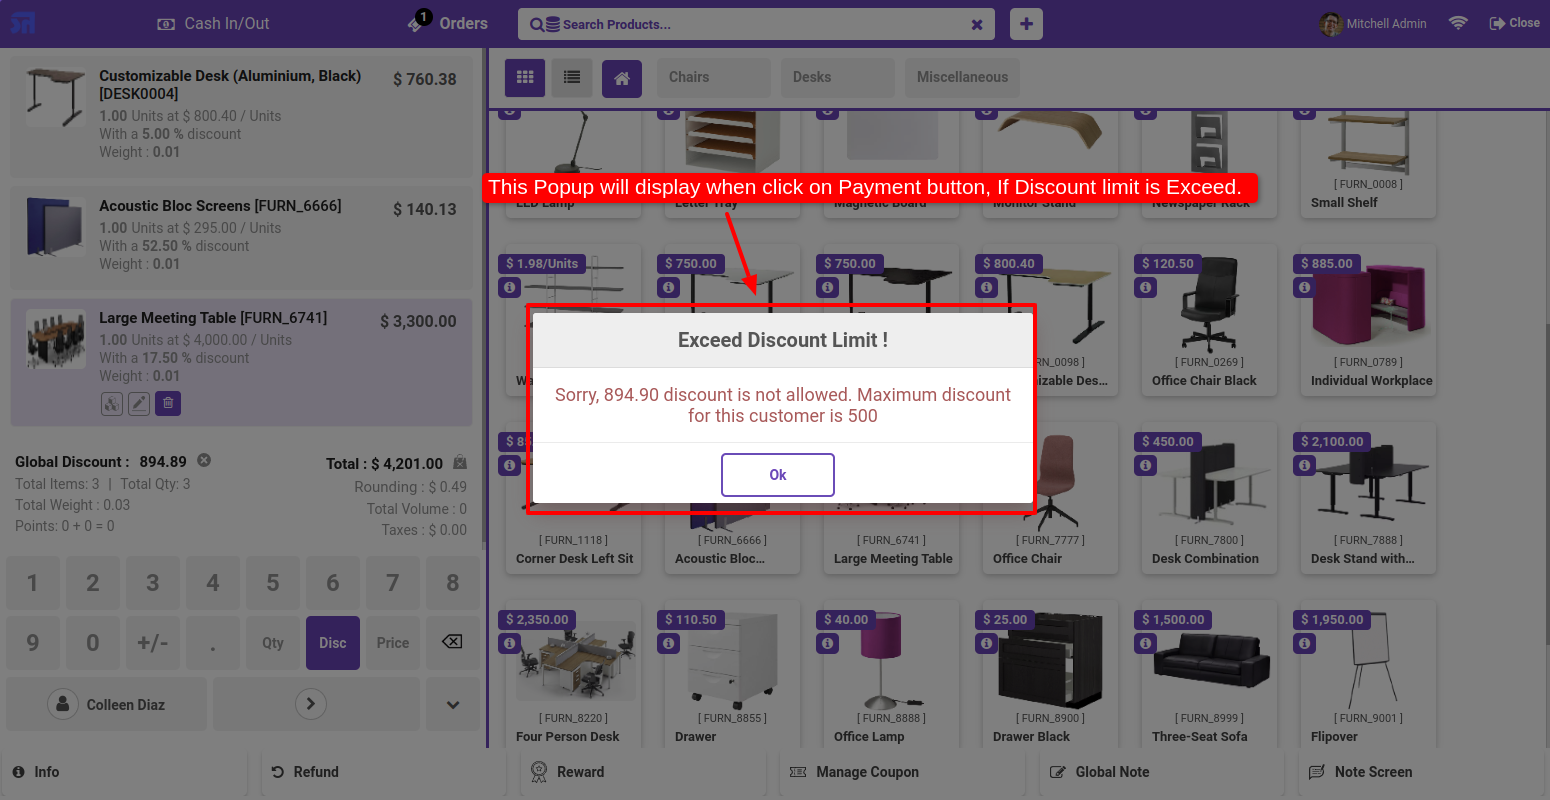 Cash In/Out
1
Orders
Search Products...
Mitchell Admin
Close
Customizable Desk (Aluminium, Black)
[DESK0004]
$ 760.38
1.00 Units at $ 800.40 / Units
With a 5.00 % discount
Weight : 0.01
Acoustic Bloc Screens [FURN_6666]
$ 140.13
1.00 Units at $ 295.00 / Units
With a 52.50 % discount
Weight : 0.01
Large Meeting Table [FURN_6741]
$ 3,300.00
1.00 Units at $ 4,000.00 / Units
With a 17.50 % discount
Weight : 0.01
Global Discount : 894.89
Total : $ 4,201.00
Total Items: 3 | Total Qty: 3
Rounding : $ 0.49
Total Weight : 0.03
Total Volume : 0
Points: 0 + 0 = 0
Taxes : $ 0.00
1 2 3 4 5 6 7 8
9 0 +/- . Qty Disc Price
Colleen Diaz
Chairs
Desks
Miscellaneous
[ FURN_0008 ]
This Popup will display when click on Payment button, If Discount limit is Exceed.
LED Lamp
Letter Tray
Magnetic Board
Monitor Stand
Newspaper Rack
Small Shelf
$ 1.98/Units
$ 750.00
$ 750.00
$ 800.40
$ 120.50
$ 885.00
Exceed Discount Limit !
Sorry, 894.90 discount is not allowed. Maximum discount
for this customer is 500
Ok
[ FURN_0269 ]
[ FURN_0789 ]
Office Chair Black
Individual Workplace
$ 450.00
$ 2,100.00
[ FURN_1118 ]
[ FURN_6666 ]
[ FURN_6741 ]
[ FURN_7777 ]
[ FURN_7800 ]
[ FURN_7888 ]
Corner Desk Left Sit
Acoustic Bloc...
Large Meeting Table
Office Chair
Desk Combination
Desk Stand with...
$ 2,350.00
$ 110.50
$ 40.00
$ 25.00
$ 1,500.00
$ 1,950.00
[ FURN_8220 ]
[ FURN_8855 ]
[ FURN_8888 ]
[ FURN_8900 ]
[ FURN_8999 ]
[ FURN_9001 ]
Four Person Desk
Drawer
Office Lamp
Drawer Black
Three-Seat Sofa
Flipover
Info
Refund
Reward
Manage Coupon
Global Note
Note Screen